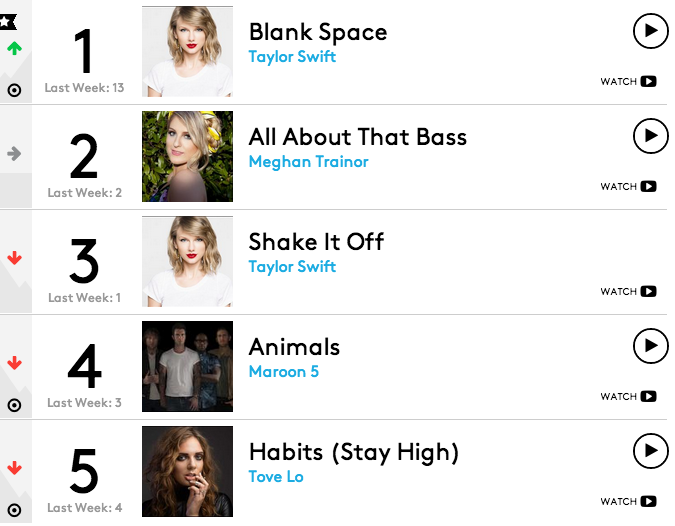 1
Last Week: 13
Blank Space
Taylor Swift
WATCH
2
Last Week: 2
All About That Bass
Meghan Trainor
WATCH
3
Last Week: 1
Shake It Off
Taylor Swift
WATCH
4
Last Week: 3
Animals
Maroon 5
WATCH
5
Last Week: 4
Habits (Stay High)
Tove Lo
WATCH